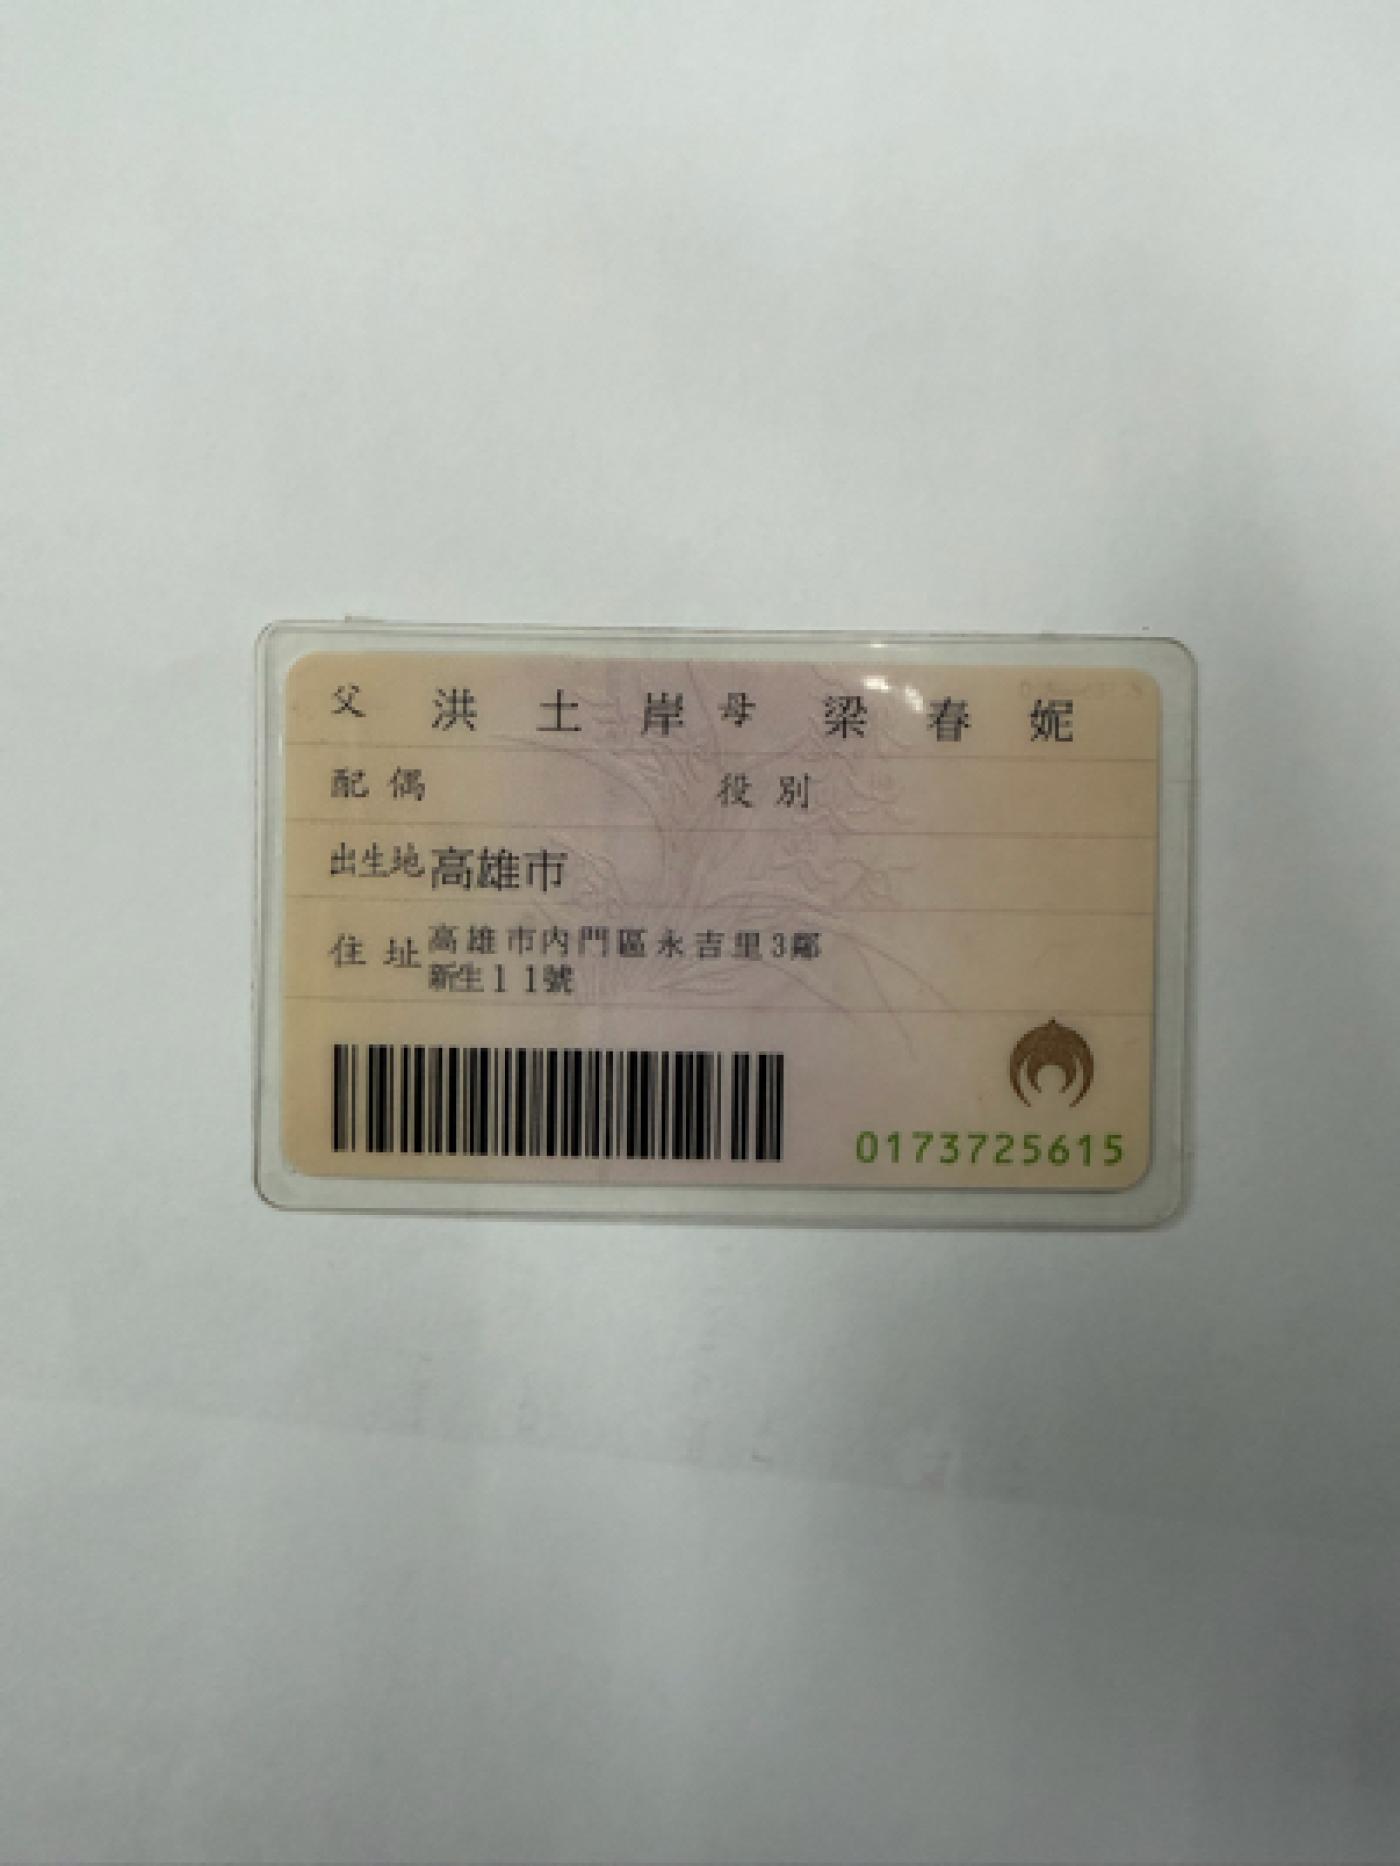 父 洪土岸 母 梁春妮
配偶 役別
出生地 高雄市
住址 高雄市內門區永吉里3鄰
新生11號
0173725615